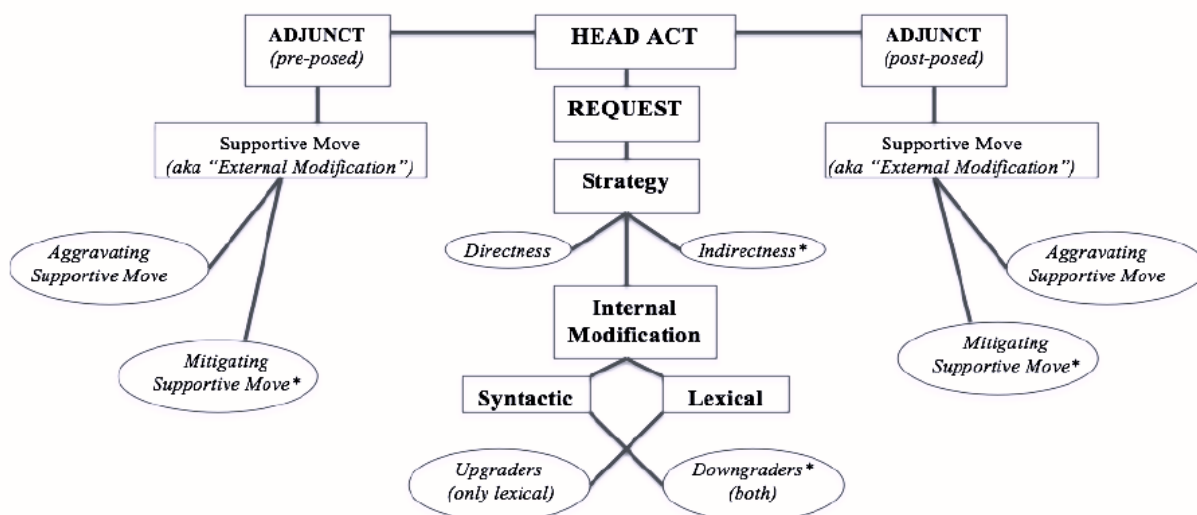 ADJUNCT
(pre-posed)
HEAD ACT
ADJUNCT
(post-posed)
REQUEST
Supportive Move
(aka “External Modification”)
Supportive Move
(aka “External Modification”)
Strategy
Directness
Indirectness*
Aggravating
Supportive Move
Aggravating
Supportive Move
Internal
Modification
Mitigating
Supportive Move*
Mitigating
Supportive Move*
Syntactic
Lexical
Upgraders
(only lexical)
Downgraders*
(both)